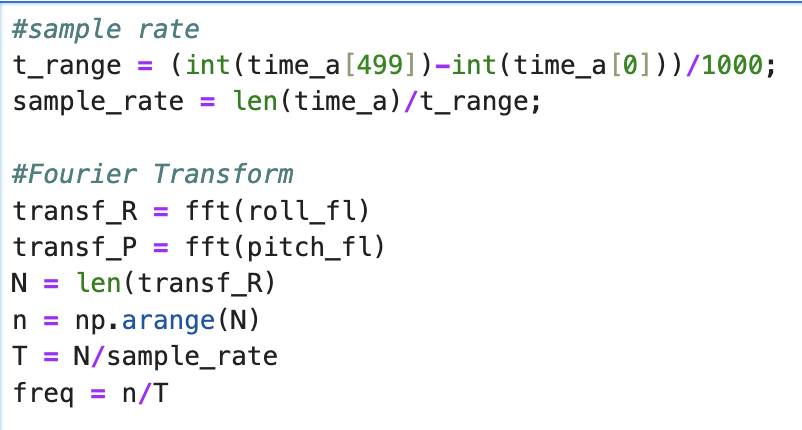 #sample rate
t_range = (int(time_a[499])-int(time_a[0]))/1000;
sample_rate = len(time_a)/t_range;
#Fourier Transform
transf_R = fft(roll_fl)
transf_P = fft(pitch_fl)
N = len(transf_R)
n = np.arange(N)
T = N/sample_rate
freq = n/T